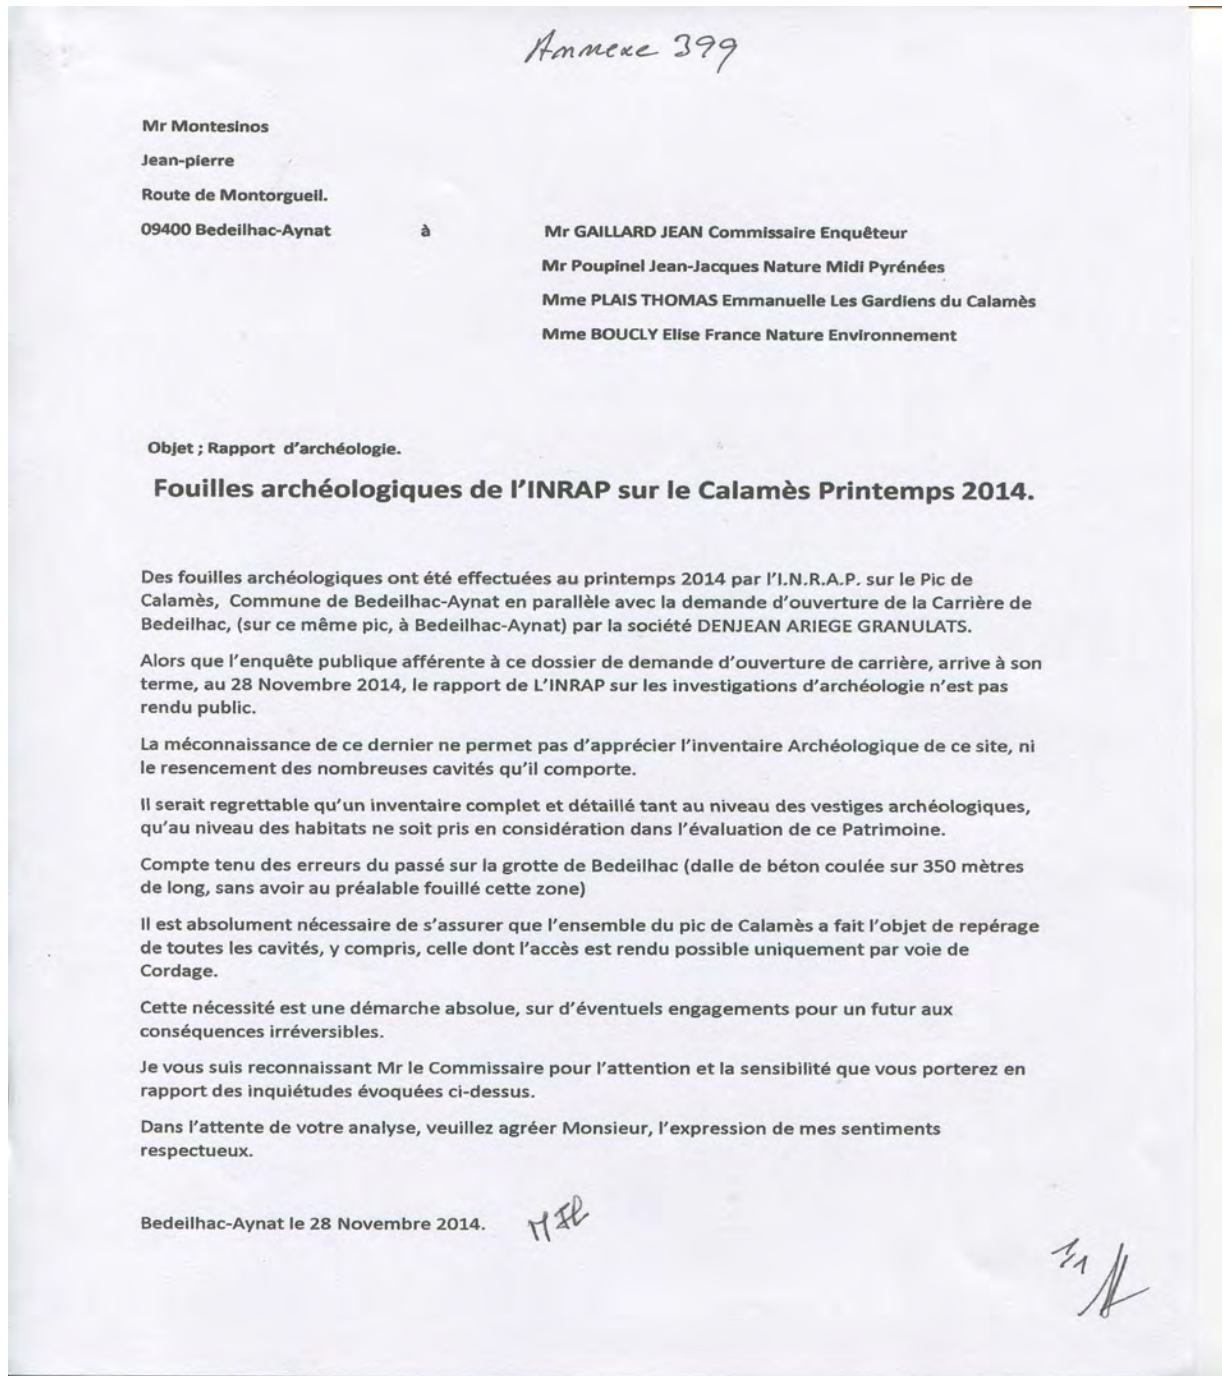 Annexe 399
Mr Montesinos
Jean-pierre
Route de Montorgueil.
09400 Bedeilhac-Aynat à Mr GAILLARD JEAN Commissaire Enquêteur
Mr Poupinel Jean-Jacques Nature Midi Pyrénées
Mme PLAIS THOMAS Emmanuelle Les Gardiens du Calamès
Mme BOUCLY Elise France Nature Environnement
Objet ; Rapport d'archéologie.
Fouilles archéologiques de l'INRAP sur le Calamès Printemps 2014.
Des fouilles archéologiques ont été effectuées au printemps 2014 par l'I.N.R.A.P. sur le Pic de
Calamès, Commune de Bedeilhac-Aynat en parallèle avec la demande d'ouverture de la Carrière de
Bedeilhac, (sur ce même pic, à Bedeilhac-Aynat) par la société DENJEAN ARIEGE GRANULATS.
Alors que l'enquête publique afférente à ce dossier de demande d'ouverture de carrière, arrive à son
terme, au 28 Novembre 2014, le rapport de L'INRAP sur les investigations d'archéologie n'est pas
rendu public.
La méconnaissance de ce dernier ne permet pas d'apprécier l'inventaire Archéologique de ce site, ni
le resencement des nombreuses cavités qu'il comporte.
Il serait regrettable qu'un inventaire complet et détaillé tant au niveau des vestiges archéologiques,
qu'au niveau des habitats ne soit pris en considération dans l'évaluation de ce Patrimoine.
Compte tenu des erreurs du passé sur la grotte de Bedeilhac (dalle de béton coulée sur 350 mètres
de long, sans avoir au préalable fouillé cette zone)
Il est absolument nécessaire de s'assurer que l'ensemble du pic de Calamès a fait l'objet de repérage
de toutes les cavités, y compris, celle dont l'accès est rendu possible uniquement par voie de
Cordage.
Cette nécessité est une démarche absolue, sur d'éventuels engagements pour un futur aux
conséquences irréversibles.
Je vous suis reconnaissant Mr le Commissaire pour l'attention et la sensibilité que vous porterez en
rapport des inquiétudes évoquées ci-dessus.
Dans l'attente de votre analyse, veuillez agréer Monsieur, l'expression de mes sentiments
respectueux.
Bedeilhac-Aynat le 28 Novembre 2014.
1/1